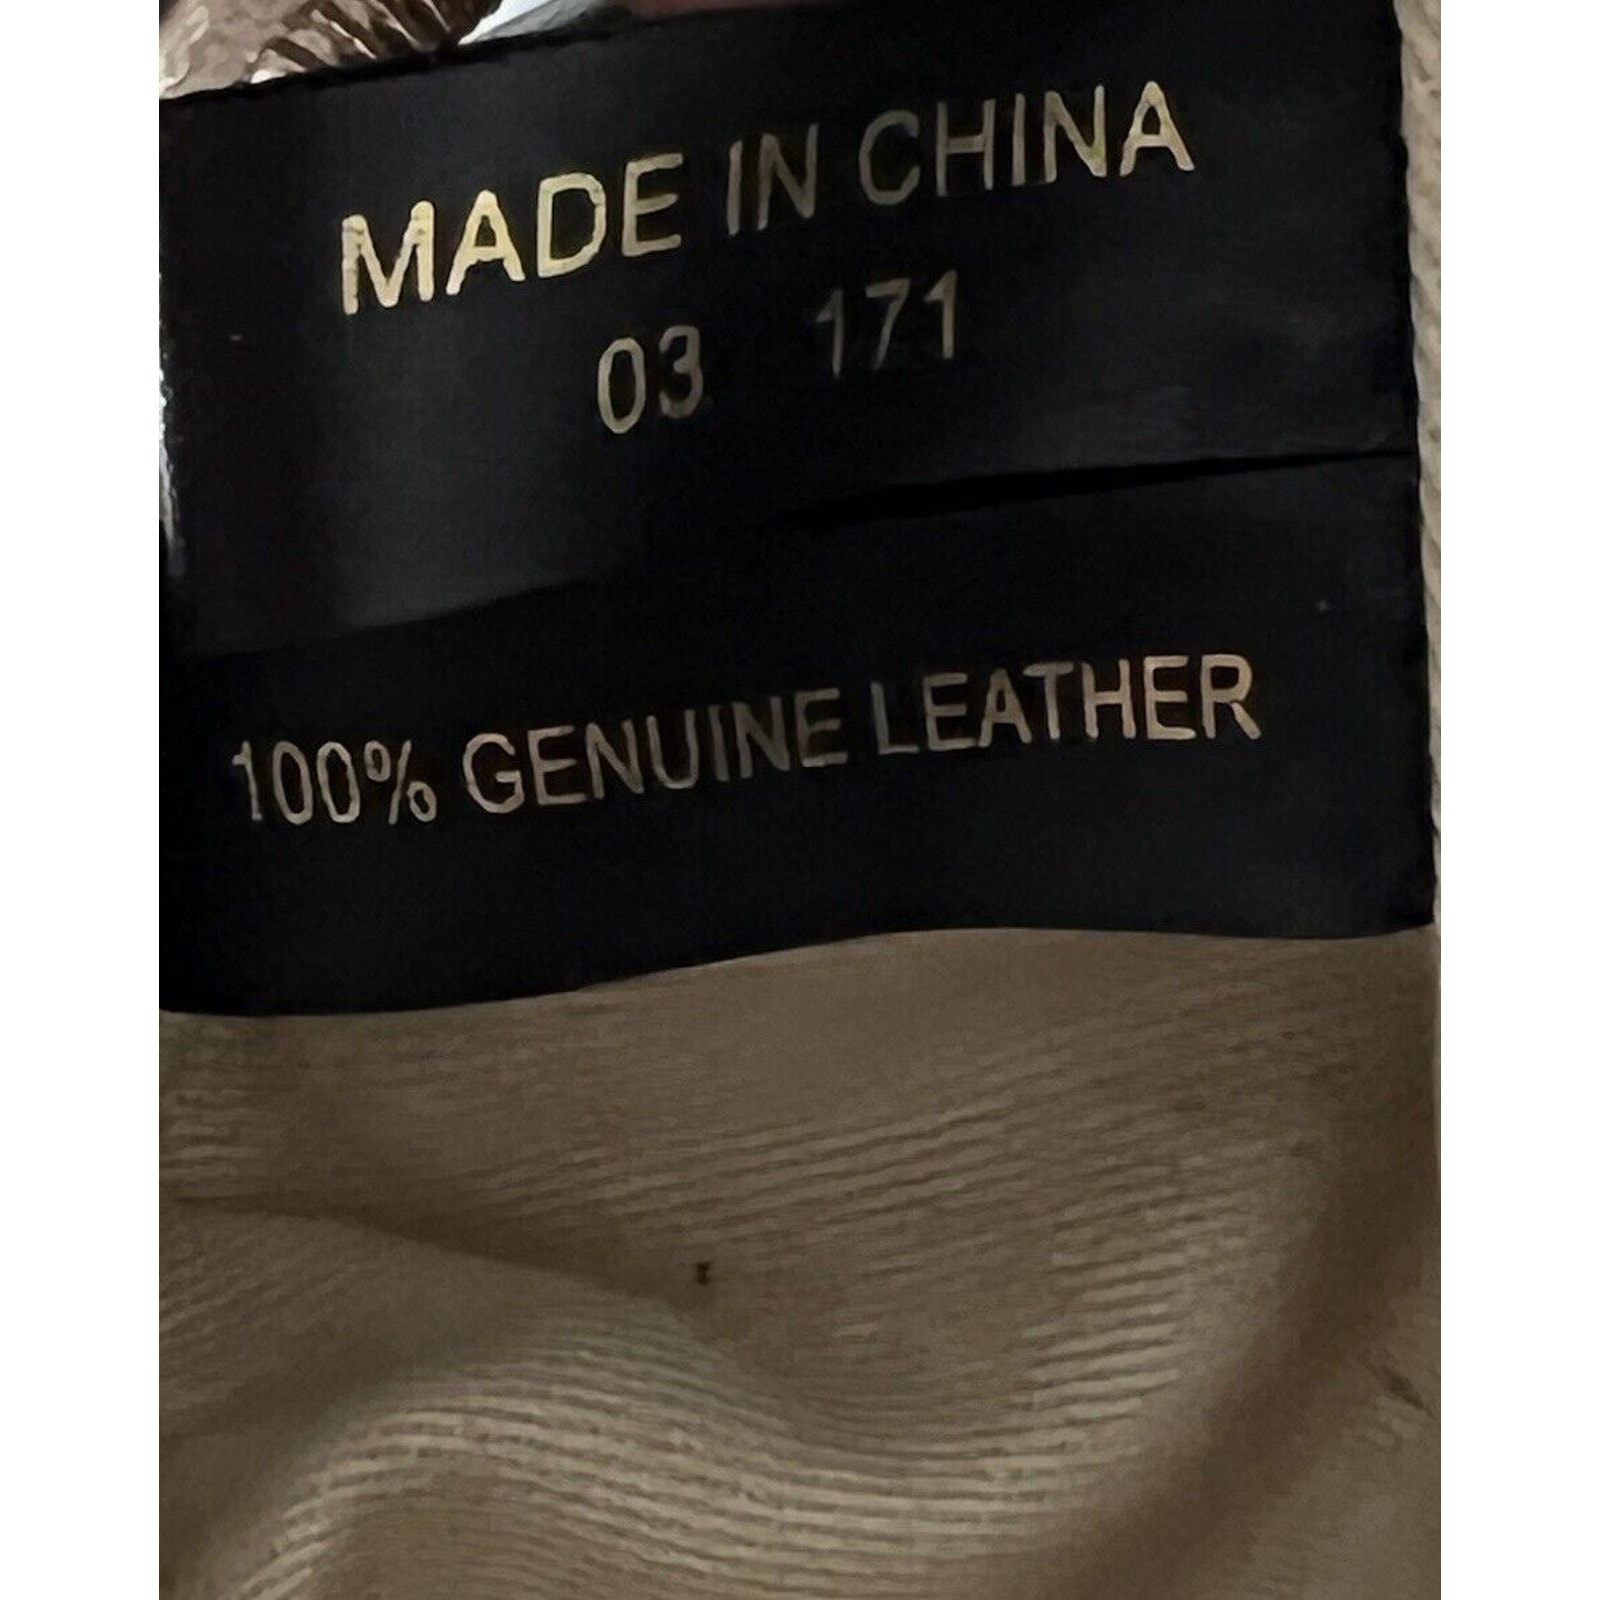 MADE IN CHINA
03 171
100% GENUINE LEATHER